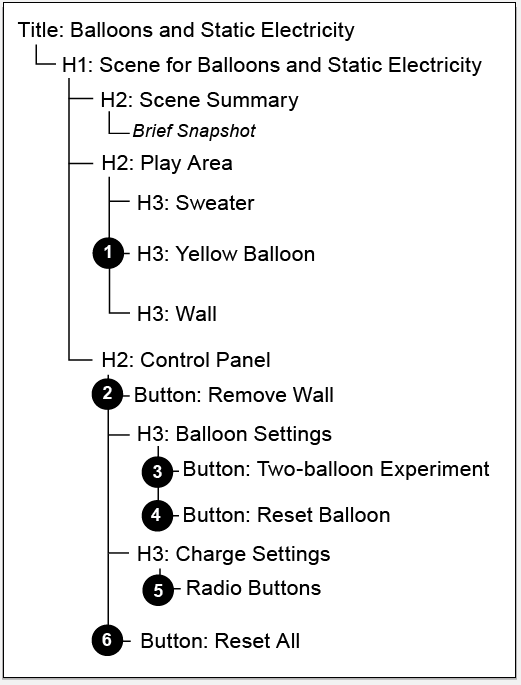 Title: Balloons and Static Electricity
H1: Scene for Balloons and Static Electricity
H2: Scene Summary
Brief Snapshot
H2: Play Area
H3: Sweater
1 H3: Yellow Balloon
H3: Wall
H2: Control Panel
2 Button: Remove Wall
H3: Balloon Settings
3 Button: Two-balloon Experiment
4 Button: Reset Balloon
H3: Charge Settings
5 Radio Buttons
6 Button: Reset All